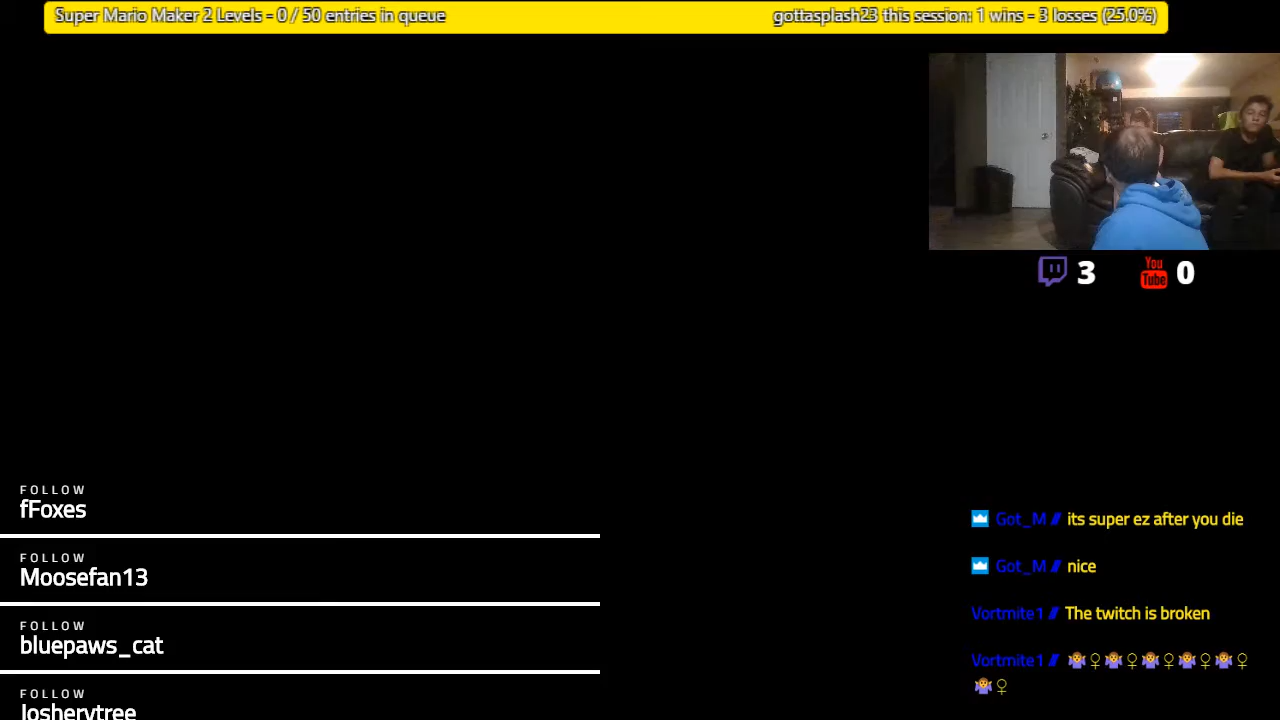 Super Mario Maker 2 Levels - 0 / 50 entries in queue
gottasplash23 this session: 1 wins - 3 losses (25.0%)
3
You
Tube
0
FOLLOW
fFoxes
FOLLOW
Moosefan13
FOLLOW
bluepaws_cat
FOLLOW
Josherytree
Got_M // its super ez after you die
Got_M // nice
Vortmite1 // The twitch is broken
Vortmite1 // 🤷♀🤷♀🤷♀🤷♀🤷♀
🤷♀